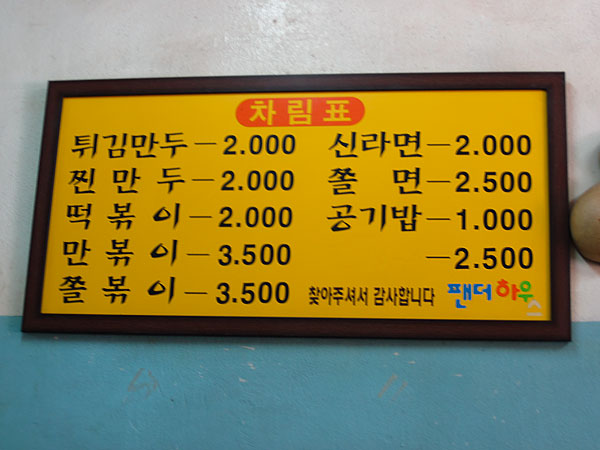 차림표
튀김만두 — 2.000
찐만두 — 2.000
떡볶이 — 2.000
만볶이 — 3.500
쫄볶이 — 3.500
신라면 — 2.000
쫄면 — 2.500
공기밥 — 1.000
— 2.500
찾아주셔서 감사합니다 팬더하우스